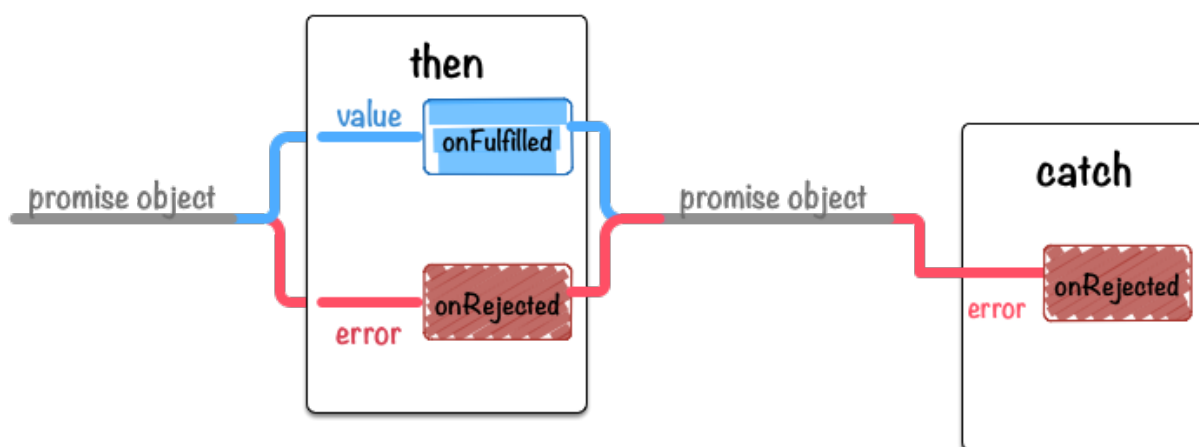 then
value
onFulfilled
promise object
promise object
catch
onRejected
error
onRejected
error